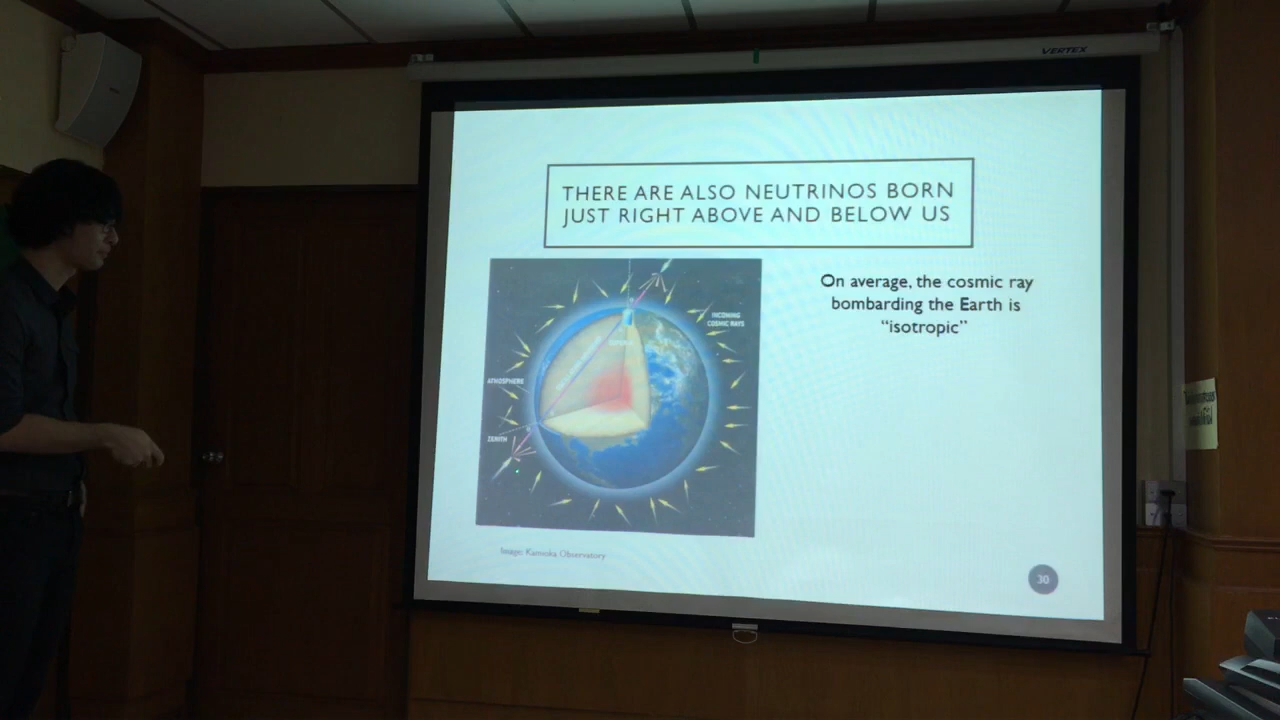 VERTEX
THERE ARE ALSO NEUTRINOS BORN
JUST RIGHT ABOVE AND BELOW US
On average, the cosmic ray
bombarding the Earth is
“isotropic”
INCOMING
COSMIC RAYS
ATMOSPHERE
ZENITH
Image: Kamioka Observatory
30